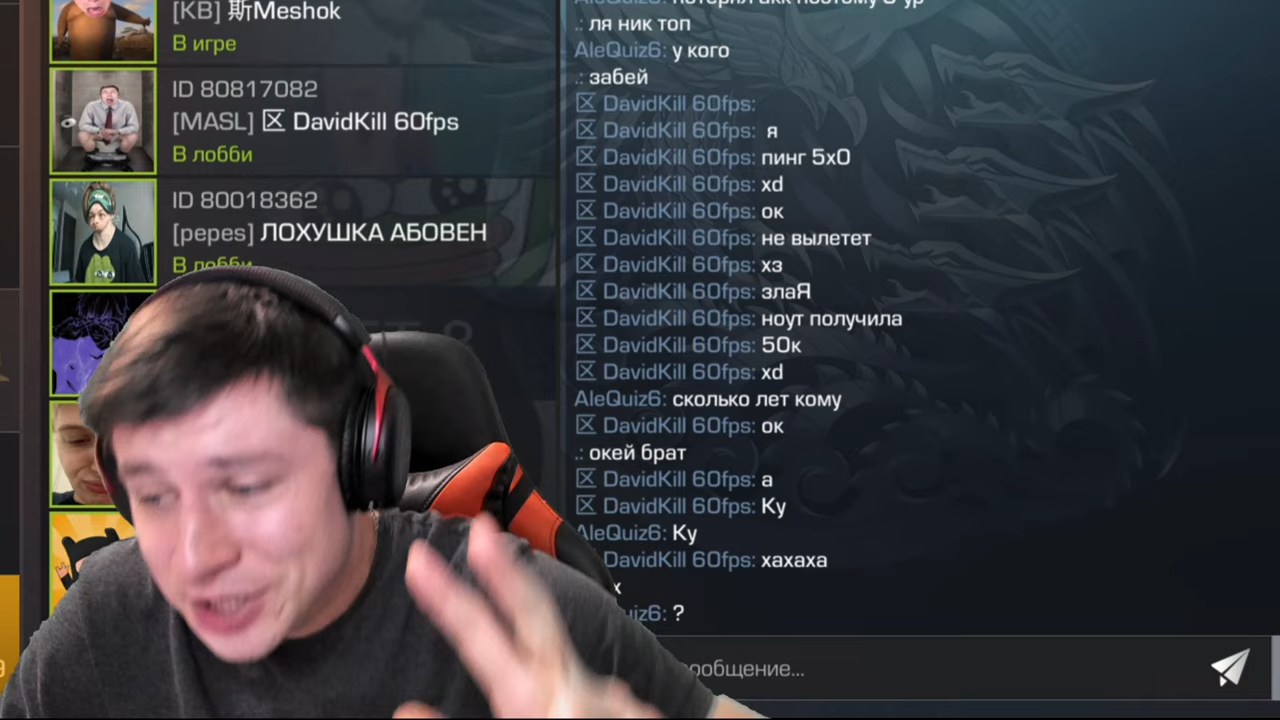 [KB] 斯Meshok
В игре
ID 80817082
[MASL] 区 DavidKill 60fps
В лобби
ID 80018362
[pepes] ЛОХУШКА АБОВЕН
В лобби
.: ля ник топ
AleQuiz6: у кого
.: забей
区 DavidKill 60fps:
区 DavidKill 60fps: я
区 DavidKill 60fps: пинг 5x0
区 DavidKill 60fps: xd
区 DavidKill 60fps: ок
区 DavidKill 60fps: не вылетет
区 DavidKill 60fps: хз
区 DavidKill 60fps: злаЯ
区 DavidKill 60fps: ноут получила
区 DavidKill 60fps: 50к
区 DavidKill 60fps: xd
AleQuiz6: сколько лет кому
区 DavidKill 60fps: ок
.: окей брат
区 DavidKill 60fps: а
区 DavidKill 60fps: Ку
AleQuiz6: Ку
DavidKill 60fps: хахаха
х
uiz6: ?
ообщение...